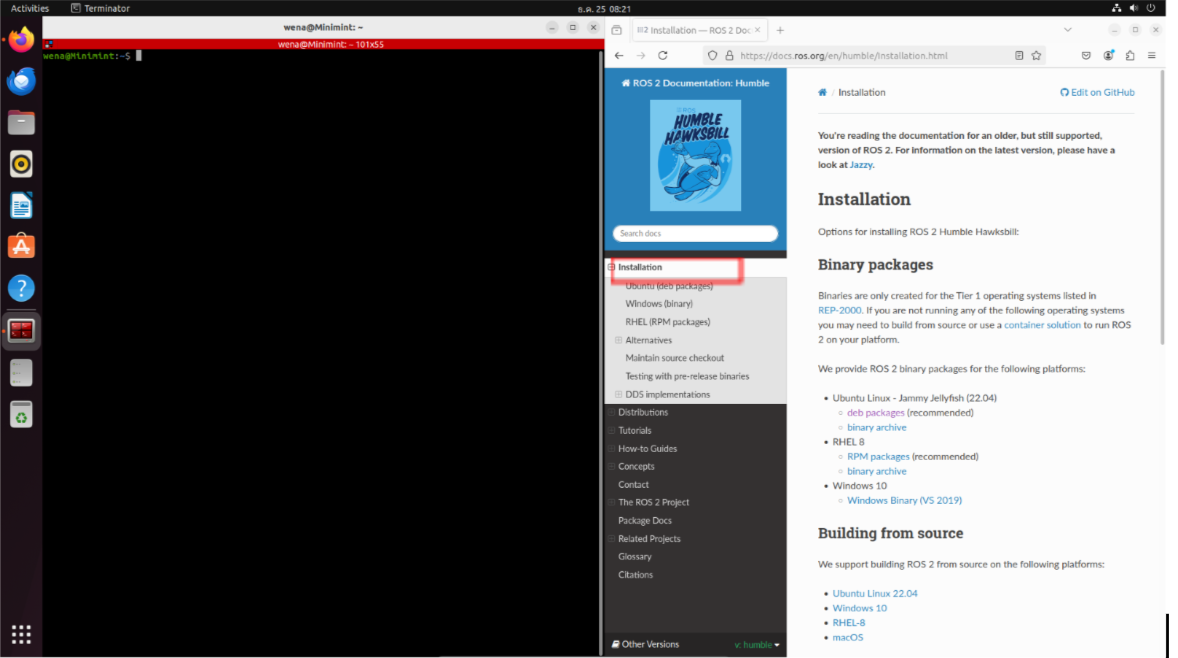 Activities
Terminator
ธ.ค. 25 08:21
wena@Minimint: ~
wena@Minimint: ~ 101x55
wena@Minimint:~$
Installation — ROS 2 Doc
https://docs.ros.org/en/humble/Installation.html
ROS 2 Documentation: Humble
HUMBLE
HAWKSBILL
Search docs
Installation
Ubuntu (deb packages)
Windows (binary)
RHEL (RPM packages)
Alternatives
Maintain source checkout
Testing with pre-release binaries
DDS implementations
Distributions
Tutorials
How-to Guides
Concepts
Contact
The ROS 2 Project
Package Docs
Related Projects
Glossary
Citations
Other Versions
v: humble
/ Installation
Edit on GitHub
You're reading the documentation for an older, but still supported,
version of ROS 2. For information on the latest version, please have a
look at Jazzy.
Installation
Options for installing ROS 2 Humble Hawksbill:
Binary packages
Binaries are only created for the Tier 1 operating systems listed in
REP-2000. If you are not running any of the following operating systems
you may need to build from source or use a container solution to run ROS
2 on your platform.
We provide ROS 2 binary packages for the following platforms:
Ubuntu Linux - Jammy Jellyfish (22.04)
deb packages (recommended)
binary archive
RHEL 8
RPM packages (recommended)
binary archive
Windows 10
Windows Binary (VS 2019)
Building from source
We support building ROS 2 from source on the following platforms:
Ubuntu Linux 22.04
Windows 10
RHEL-8
macOS